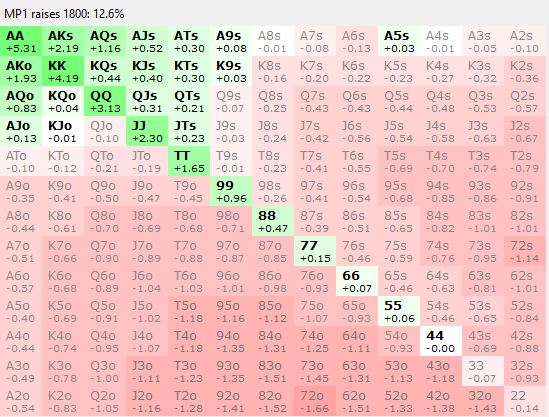 MP1 raises 1800: 12.6%
AA AKs AQs AJs ATs A9s A8s A7s A6s A5s A4s A3s A2s
+5.31 +2.19 +1.16 +0.52 +0.30 +0.08 -0.01 -0.08 -0.13 +0.03 -0.01 -0.05 -0.10
AKo KK KQs KJs KTs K9s K8s K7s K6s K5s K4s K3s K2s
+1.93 +4.19 +0.44 +0.40 +0.30 +0.03 -0.16 -0.20 -0.22 -0.23 -0.27 -0.32 -0.36
AQo KQo QQ QJs QTs Q9s Q8s Q7s Q6s Q5s Q4s Q3s Q2s
+0.83 +0.04 +3.13 +0.31 +0.21 -0.07 -0.25 -0.43 -0.43 -0.44 -0.48 -0.53 -0.57
AJo KJo QJo JJ JTs J9s J8s J7s J6s J5s J4s J3s J2s
+0.13 -0.01 -0.10 +2.30 +0.23 -0.03 -0.24 -0.42 -0.56 -0.54 -0.58 -0.63 -0.67
ATo KTo QTo JTo TT T9s T8s T7s T6s T5s T4s T3s T2s
-0.10 -0.12 -0.21 -0.19 +1.65 -0.01 -0.23 -0.41 -0.55 -0.70 -0.70 -0.74 -0.79
A9o K9o Q9o J9o T9o 99 98s 97s 96s 95s 94s 93s 92s
-0.35 -0.41 -0.50 -0.47 -0.45 +0.96 -0.26 -0.41 -0.54 -0.68 -0.85 -0.86 -0.91
A8o K8o Q8o J8o T8o 98o 88 87s 86s 85s 84s 83s 82s
-0.44 -0.61 -0.70 -0.69 -0.68 -0.71 +0.47 -0.39 -0.51 -0.65 -0.82 -1.01 -1.01
A7o K7o Q7o J7o T7o 97o 87o 77 76s 75s 74s 73s 72s
-0.51 -0.66 -0.90 -0.89 -0.88 -0.87 -0.85 +0.15 -0.46 -0.59 -0.76 -0.95 -1.14
A6o K6o Q6o J6o T6o 96o 86o 76o 66 65s 64s 63s 62s
-0.57 -0.68 -0.89 -1.04 -1.03 -1.01 -0.98 -0.93 +0.07 -0.46 -0.63 -0.81 -1.01
A5o K5o Q5o J5o T5o 95o 85o 75o 65o 55 54s 53s 52s
-0.40 -0.69 -0.91 -1.02 -1.18 -1.16 -1.12 -1.07 -0.93 +0.06 -0.46 -0.65 -0.84
A4o K4o Q4o J4o T4o 94o 84o 74o 64o 54o 44 43s 42s
-0.44 -0.74 -0.95 -1.07 -1.18 -1.35 -1.31 -1.25 -1.11 -0.93 -0.00 -0.69 -0.88
A3o K3o Q3o J3o T3o 93o 83o 73o 63o 53o 43o 33 32s
-0.49 -0.78 -1.00 -1.11 -1.23 -1.35 -1.51 -1.45 -1.31 -1.13 -1.18 -0.07 -0.93
A2o K2o Q2o J2o T2o 92o 82o 72o 62o 52o 42o 32o 22
-0.54 -0.83 -1.05 -1.16 -1.28 -1.41 -1.52 -1.66 -1.51 -1.33 -1.38 -1.43 -0.14